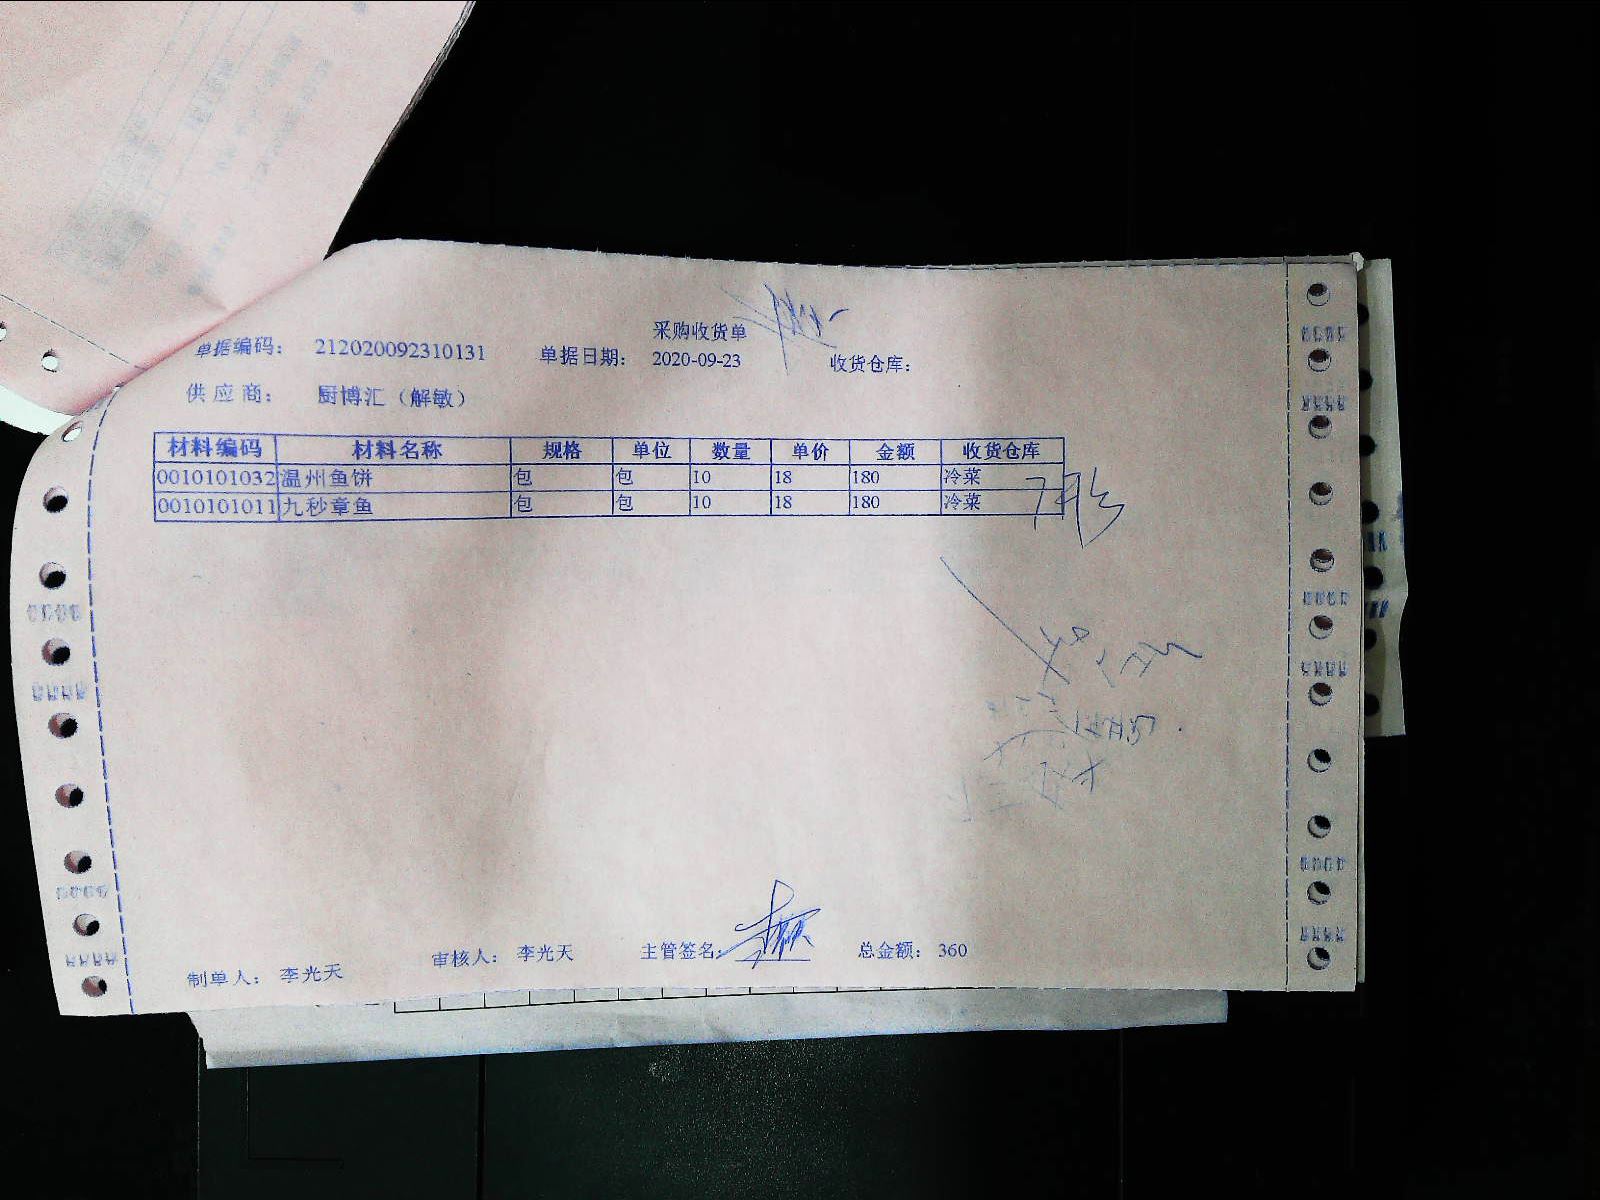 采购收货单
单据编码： 212020092310131 单据日期： 2020-09-23 收货仓库：
供应商： 厨博汇（解敏）
材料编码 材料名称 规格 单位 数量 单价 金额 收货仓库
0010101032 温州鱼饼 包 包 10 18 180 冷菜
0010101011 九秒章鱼 包 包 10 18 180 冷菜
制单人： 李光天 审核人： 李光天 主管签名： 总金额： 360